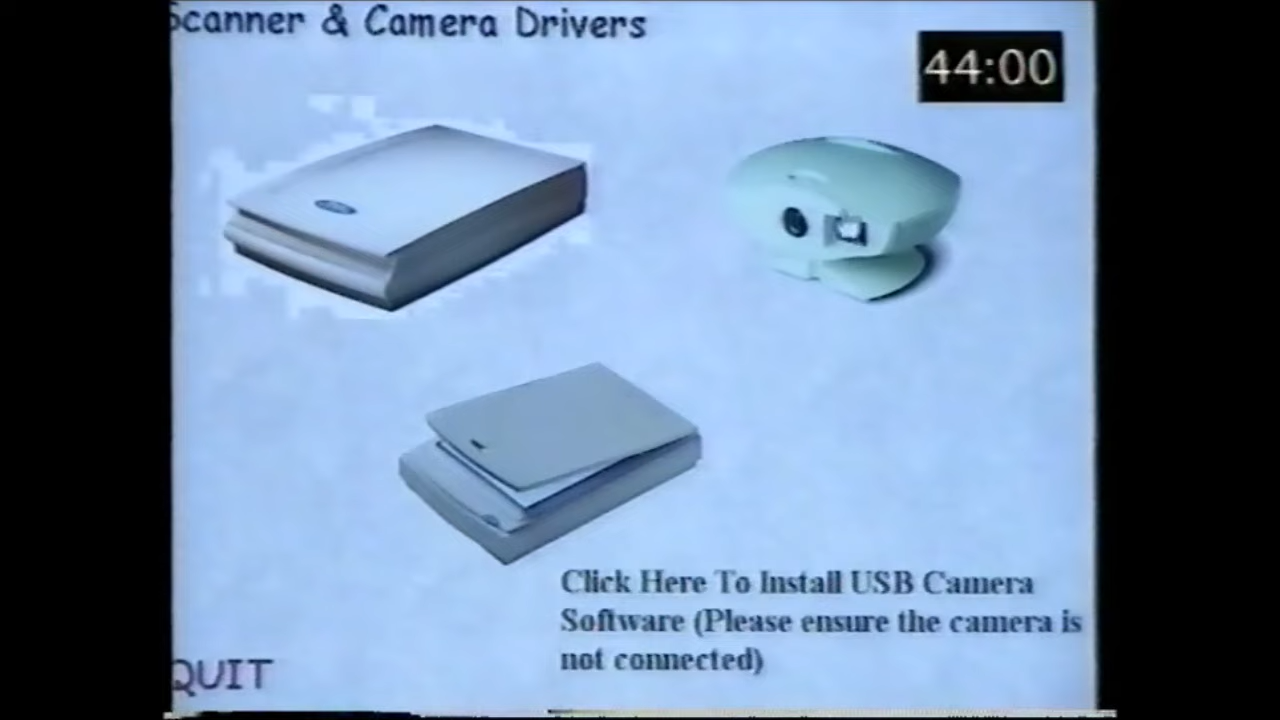 Scanner & Camera Drivers
44:00
Click Here To Install USB Camera
Software (Please ensure the camera is
not connected)
QUIT